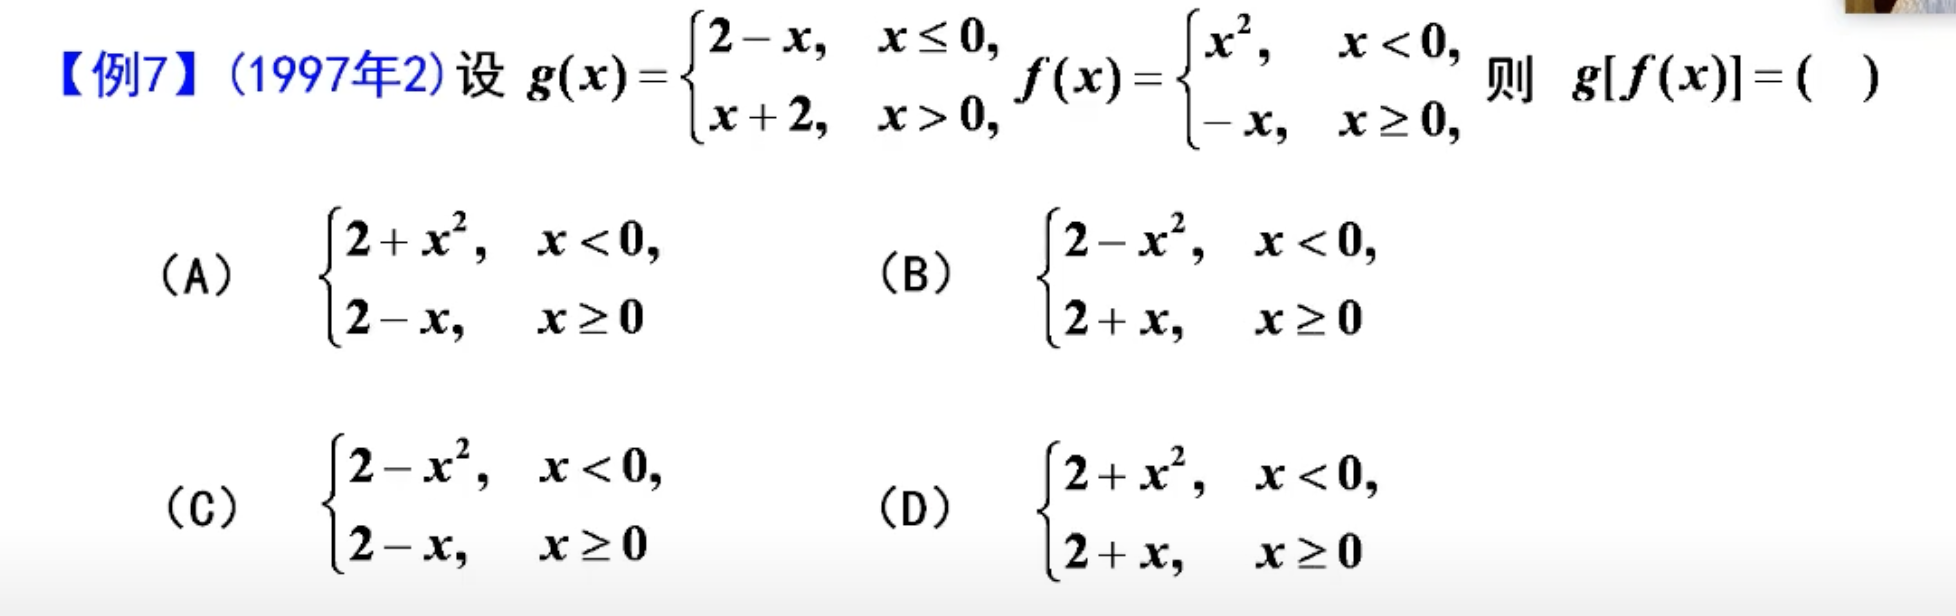 【例7】(1997年2)设 g(x)={2−x, x≤0, x+2, x>0, f(x)={x², x<0, −x, x≥0, 则 g[f(x)]=( )
(A) {2+x², x<0, 2−x, x≥0 (B) {2−x², x<0, 2+x, x≥0
(C) {2−x², x<0, 2−x, x≥0 (D) {2+x², x<0, 2+x, x≥0